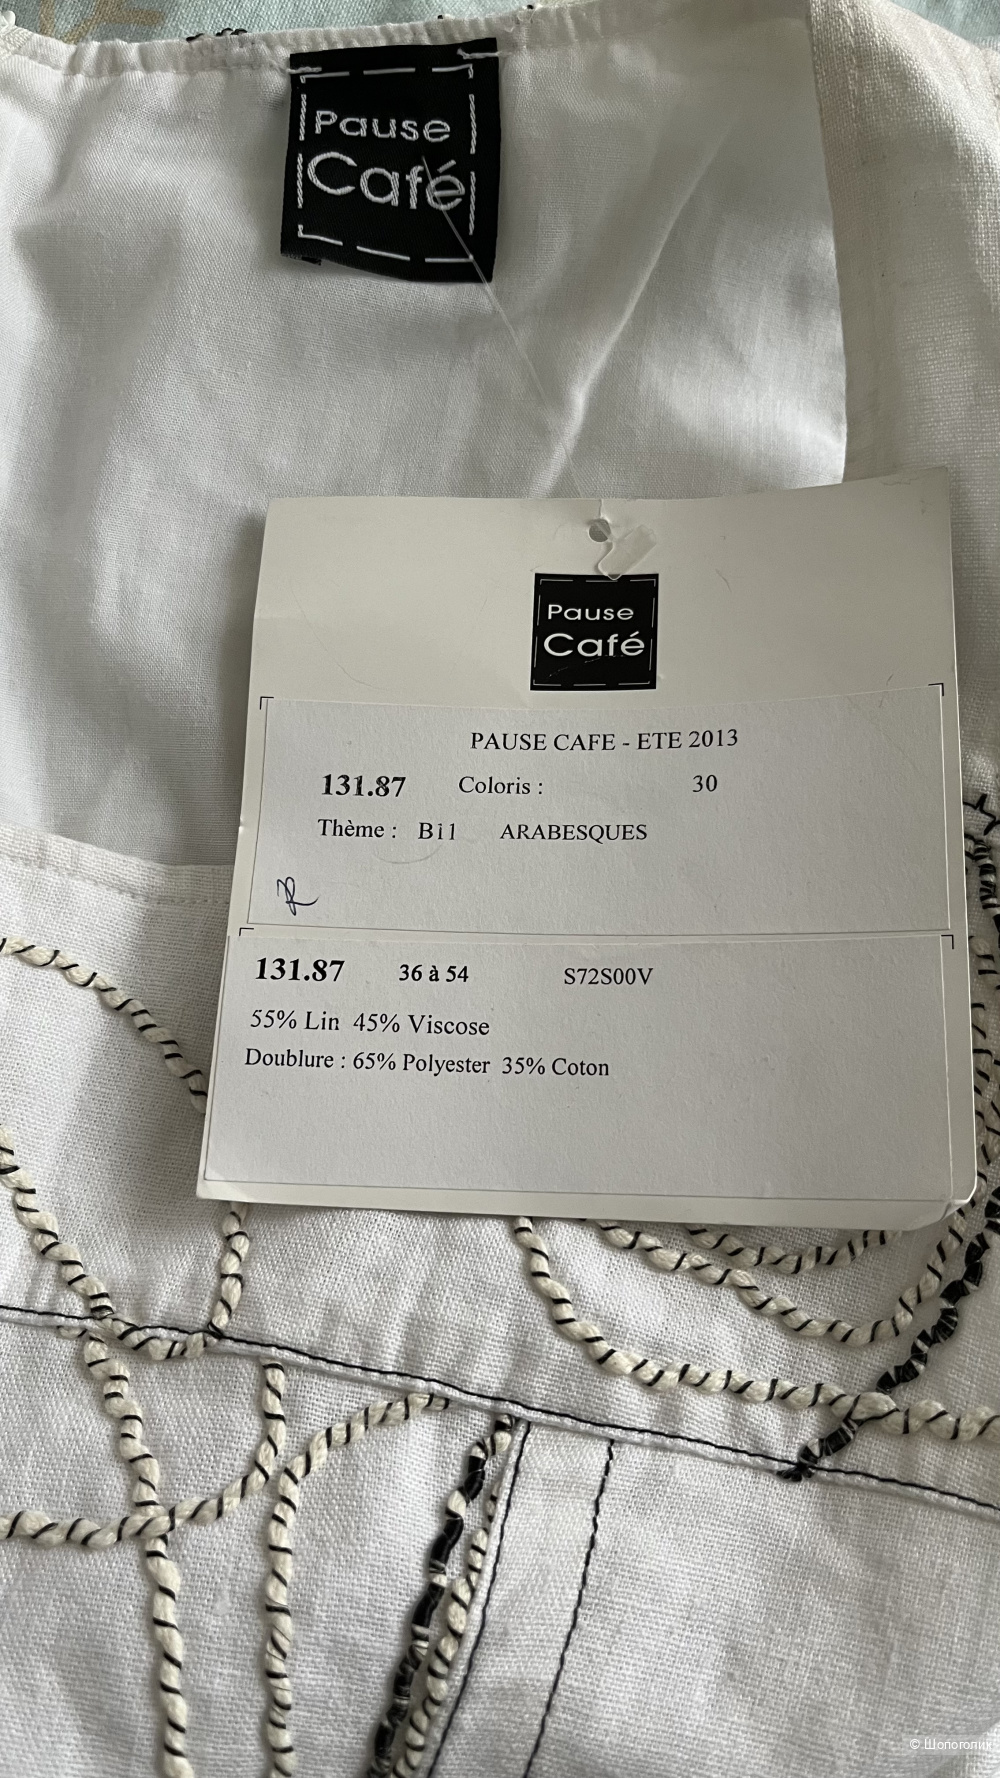 Pause
Café
Pause
Café
PAUSE CAFE - ETE 2013
131.87 Coloris : 30
Thème : Bi1 ARABESQUES
131.87 36 à 54 S72S00V
55% Lin 45% Viscose
Doublure : 65% Polyester 35% Coton
© Шопоголик